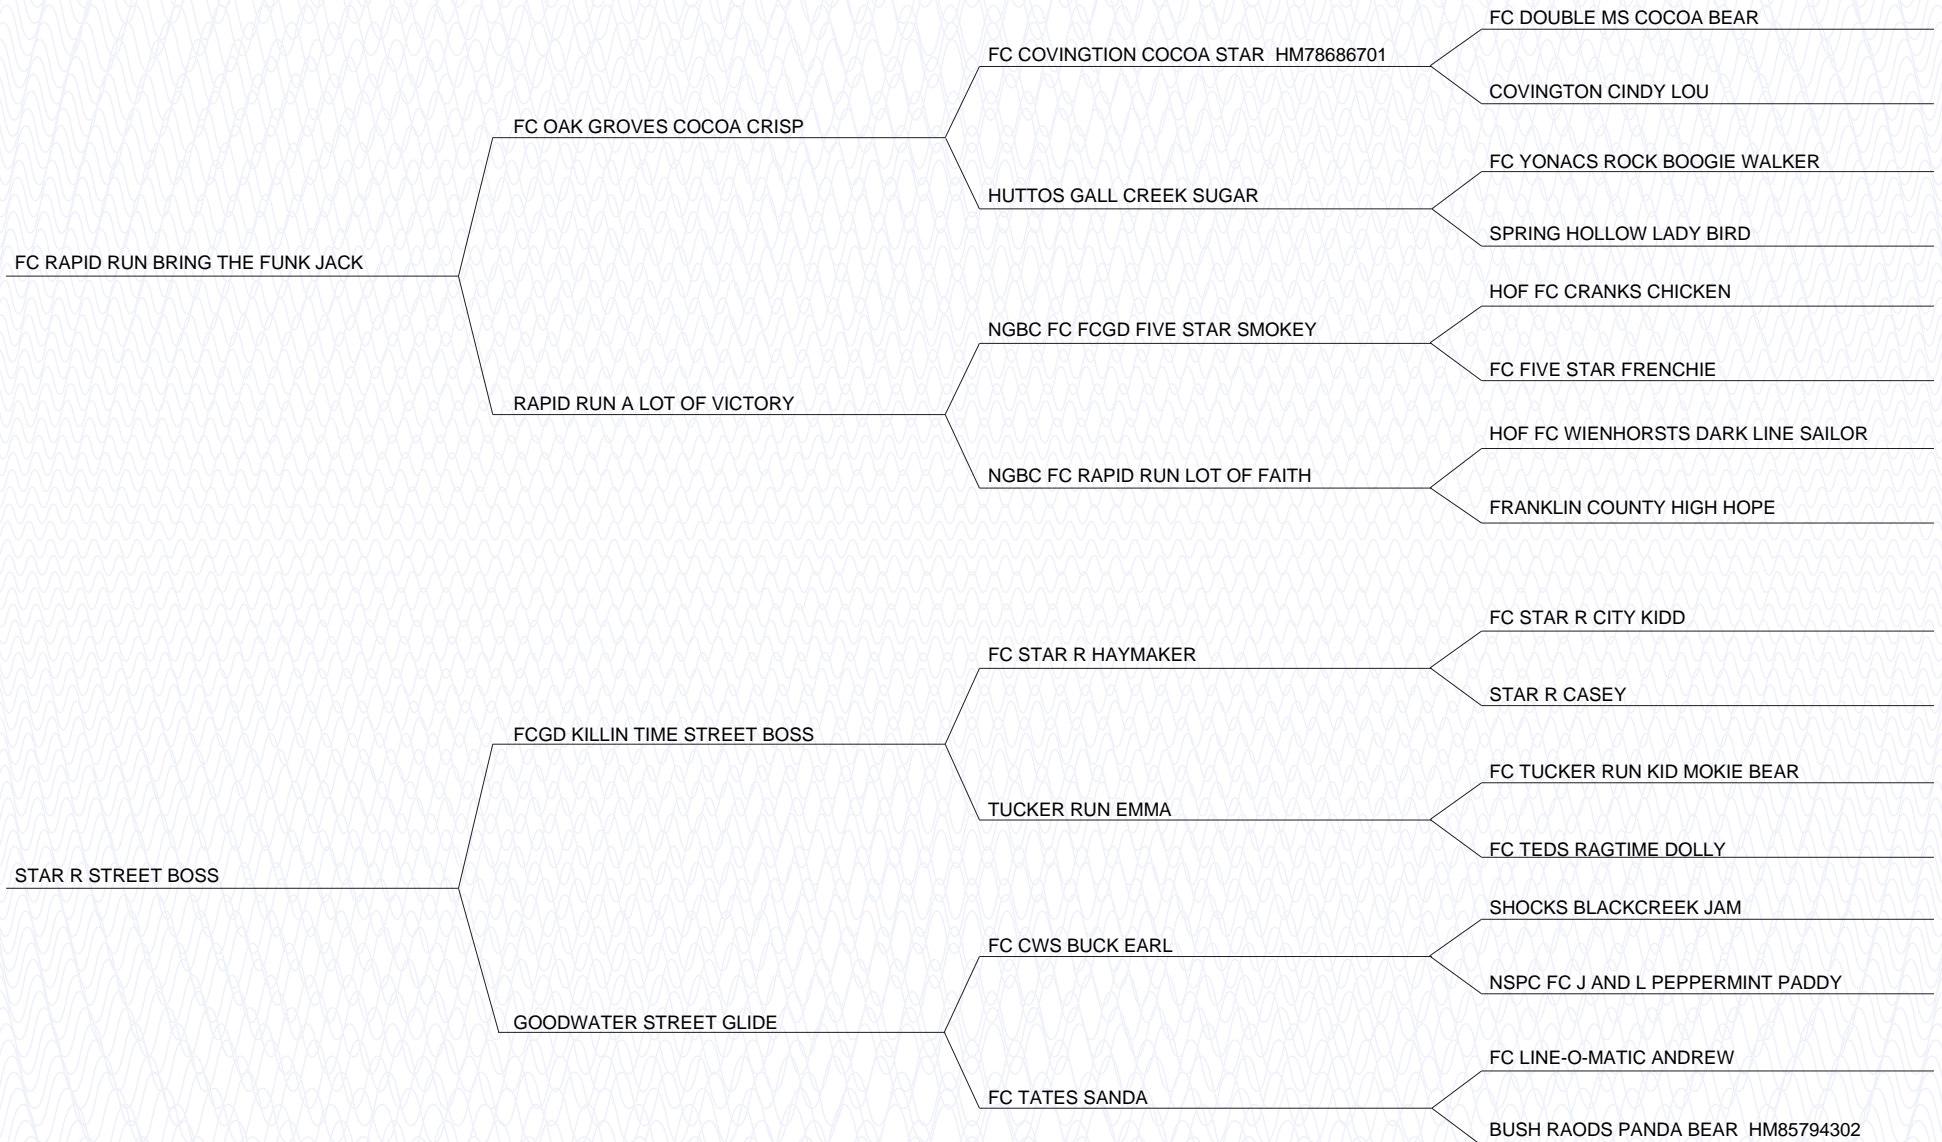 FC DOUBLE MS COCOA BEAR
FC COVINGTION COCOA STAR HM78686701
COVINGTON CINDY LOU
FC OAK GROVES COCOA CRISP
FC YONACS ROCK BOOGIE WALKER
HUTTOS GALL CREEK SUGAR
SPRING HOLLOW LADY BIRD
FC RAPID RUN BRING THE FUNK JACK
HOF FC CRANKS CHICKEN
NGBC FC FCGD FIVE STAR SMOKEY
FC FIVE STAR FRENCHIE
RAPID RUN A LOT OF VICTORY
HOF FC WIENHORSTS DARK LINE SAILOR
NGBC FC RAPID RUN LOT OF FAITH
FRANKLIN COUNTY HIGH HOPE
FC STAR R CITY KIDD
FC STAR R HAYMAKER
STAR R CASEY
FCGD KILLIN TIME STREET BOSS
FC TUCKER RUN KID MOKIE BEAR
TUCKER RUN EMMA
FC TEDS RAGTIME DOLLY
STAR R STREET BOSS
SHOCKS BLACKCREEK JAM
FC CWS BUCK EARL
NSPC FC J AND L PEPPERMINT PADDY
GOODWATER STREET GLIDE
FC LINE-O-MATIC ANDREW
FC TATES SANDA
BUSH RAODS PANDA BEAR HM85794302